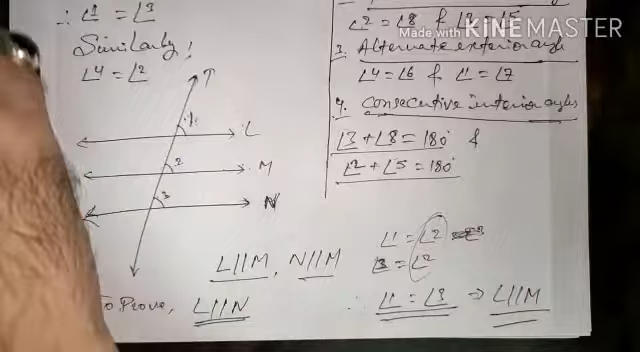 ∴ ∠1 = ∠3
Similarly,
∠4 = ∠2
T
1
L
2
M
3
N
L||M, N||M
To Prove, L||N
∠2 = ∠8 & ∠3 = ∠5
Made with KINEMASTER
3. Alternate exterior angle
∠4 = ∠6 & ∠1 = ∠7
4. Consecutive interior angles
∠3 + ∠8 = 180° &
∠2 + ∠5 = 180°
∠1 = ∠2
3 = ∠2
∴ ∠1 = ∠3 ⇒ L||M